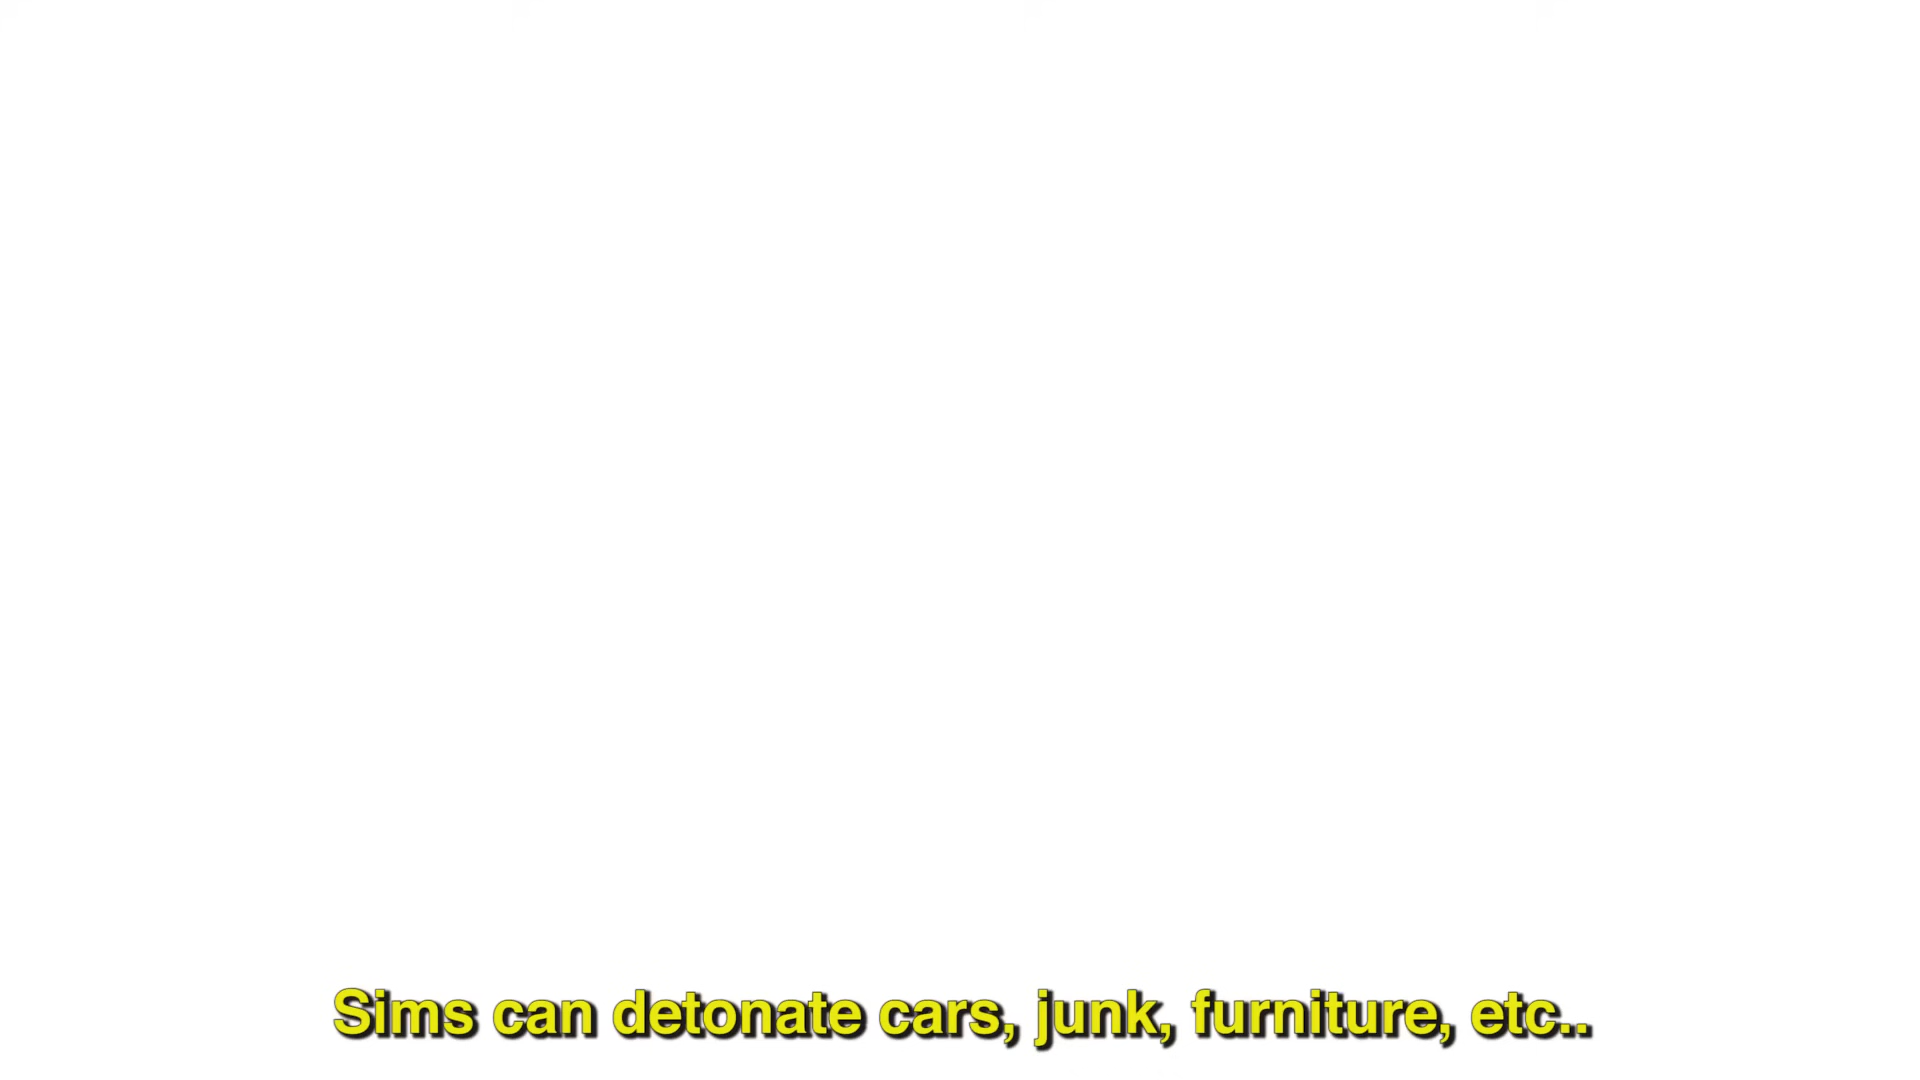 Sims can detonate cars, junk, furniture, etc..